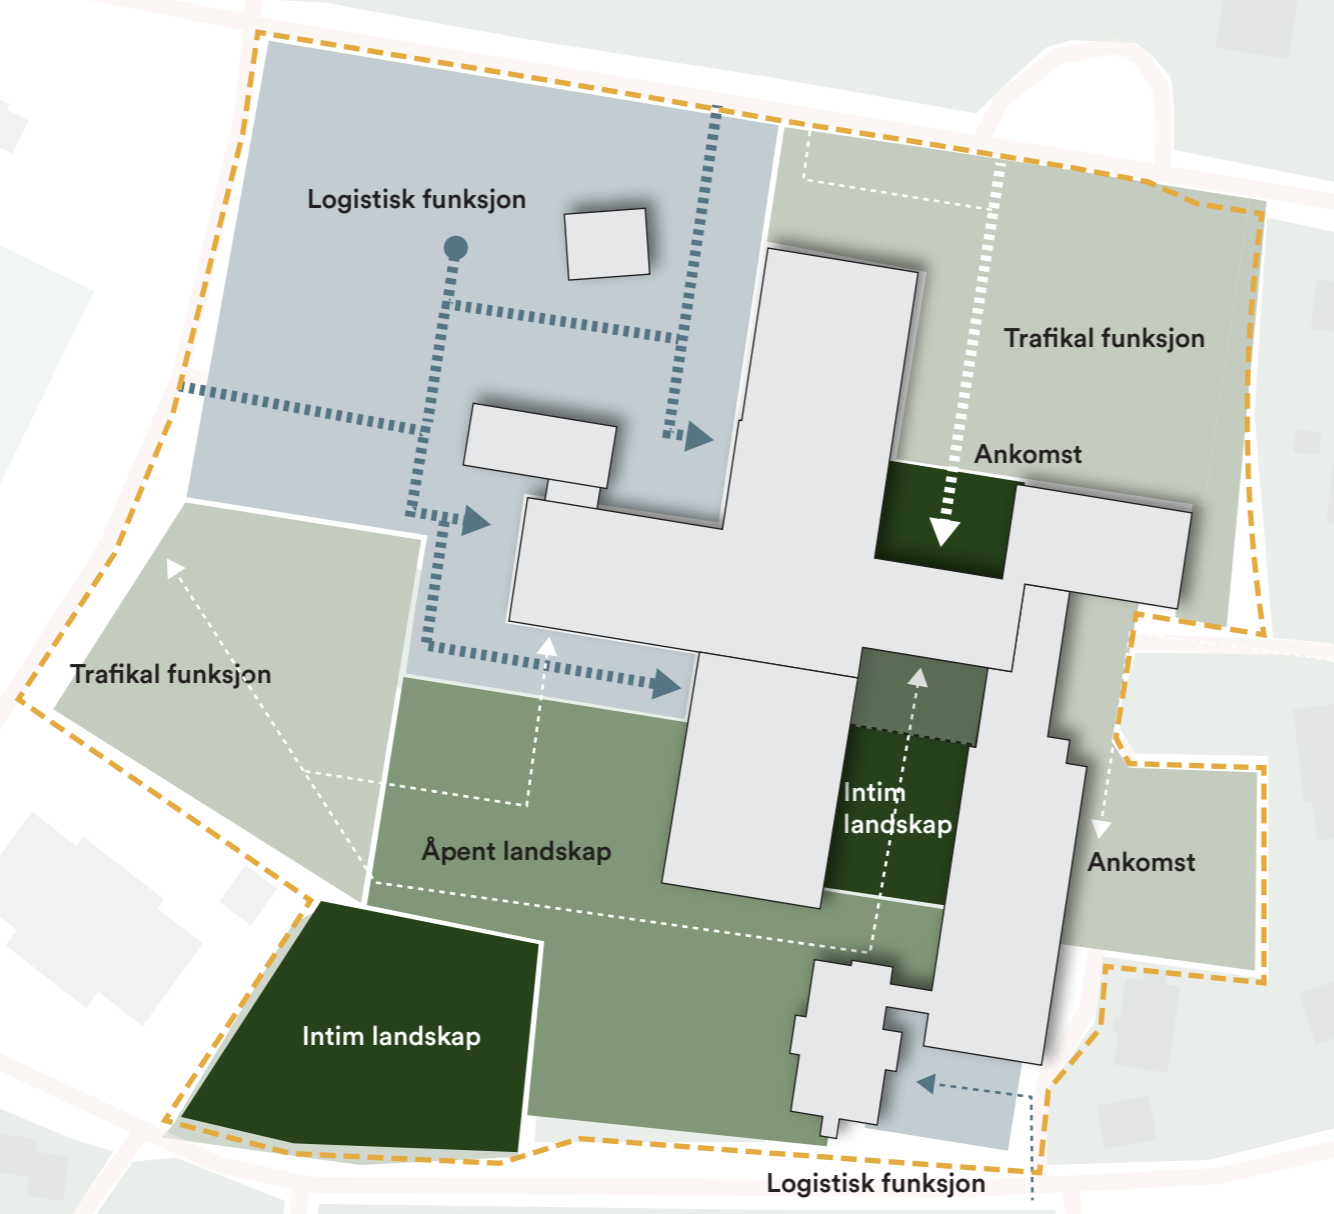 Logistisk funksjon
Trafikal funksjon
Ankomst
Trafikal funksjon
Intim
landskap
Åpent landskap
Ankomst
Intim landskap
Logistisk funksjon